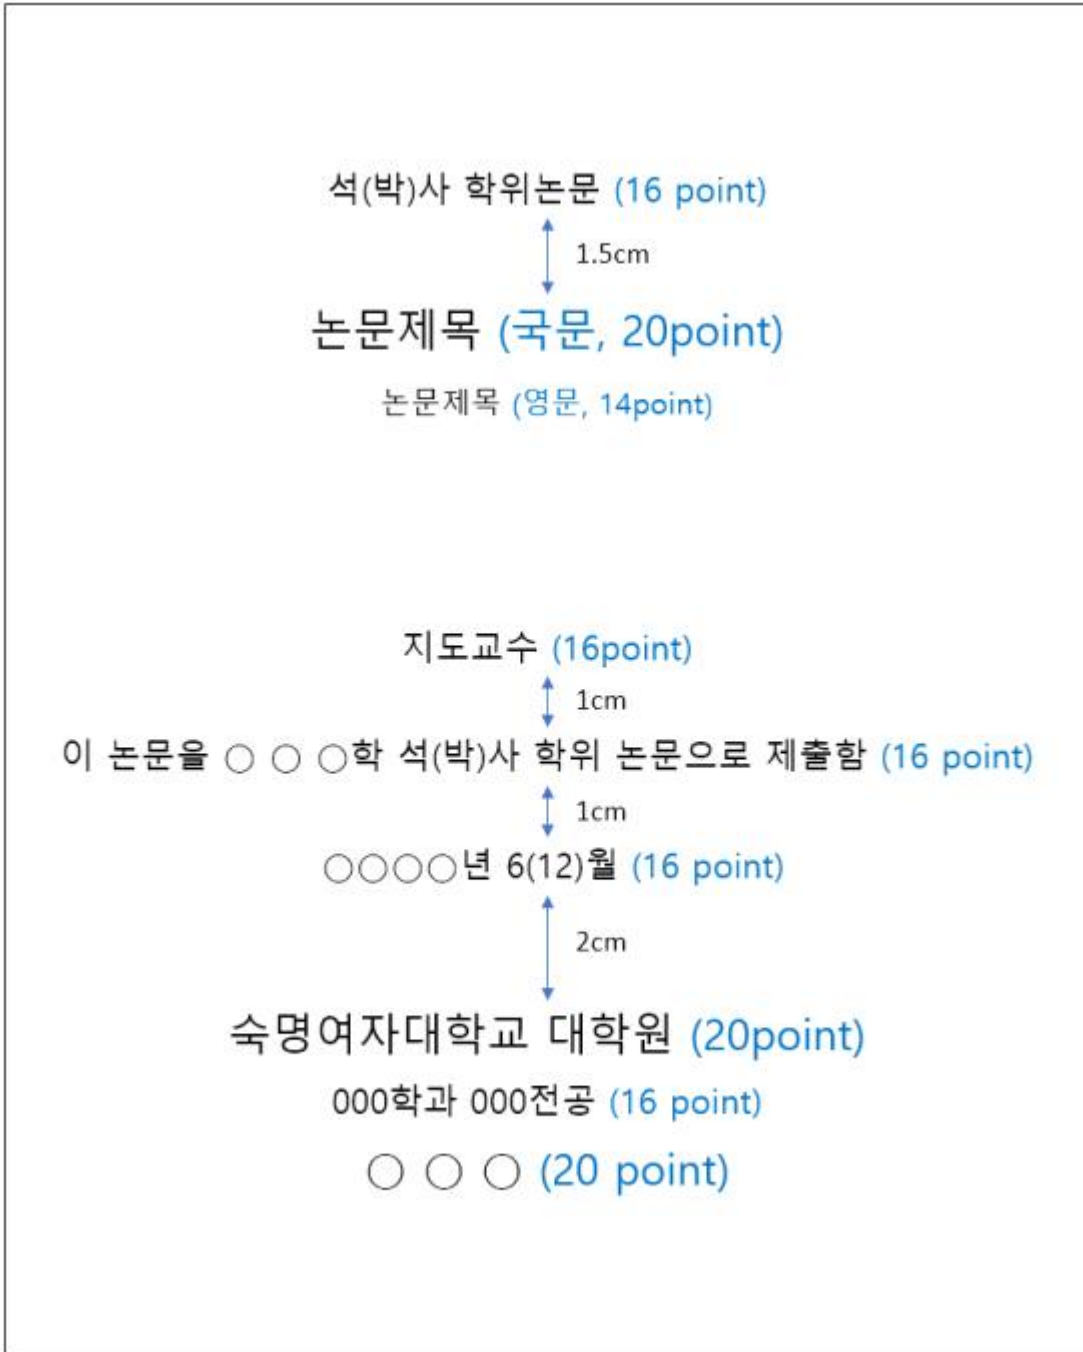 석(박)사 학위논문 (16 point)
1.5cm
논문제목 (국문, 20point)
논문제목 (영문, 14point)
지도교수 (16point)
1cm
이 논문을 ○ ○ ○학 석(박)사 학위 논문으로 제출함 (16 point)
1cm
○○○○년 6(12)월 (16 point)
2cm
숙명여자대학교 대학원 (20point)
000학과 000전공 (16 point)
○ ○ ○ (20 point)